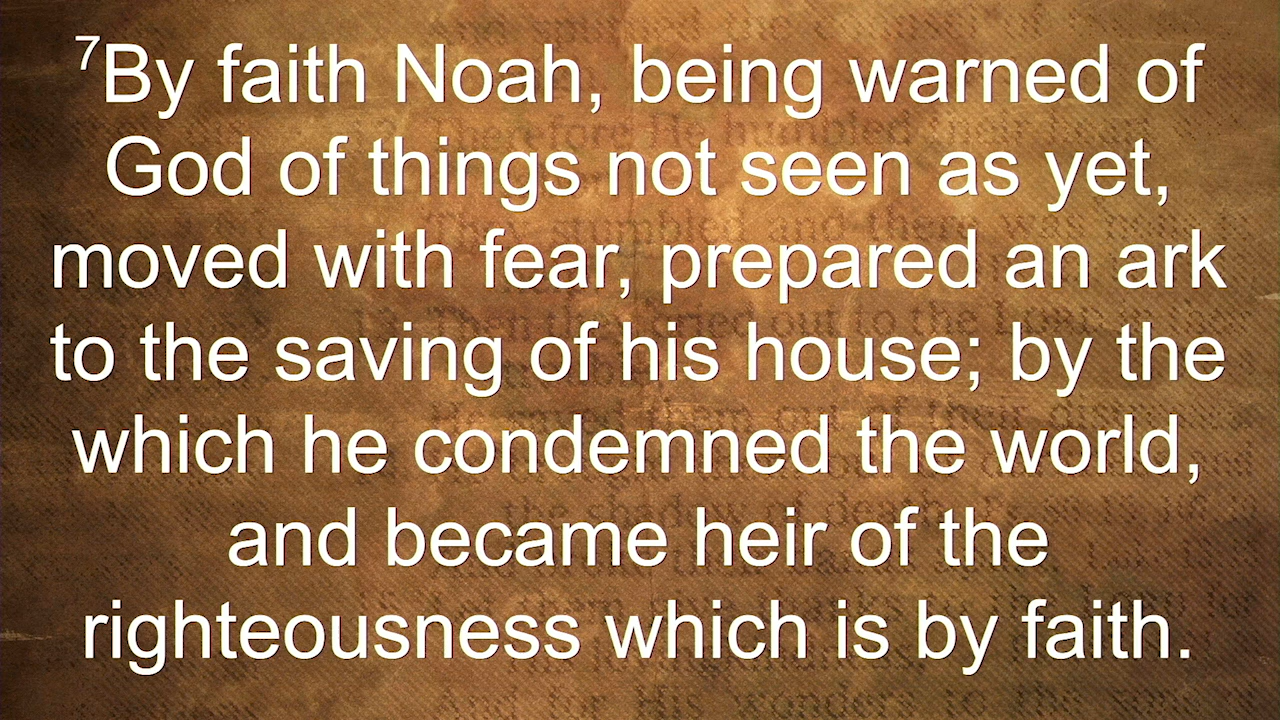 7By faith Noah, being warned of
God of things not seen as yet,
moved with fear, prepared an ark
to the saving of his house; by the
which he condemned the world,
and became heir of the
righteousness which is by faith.